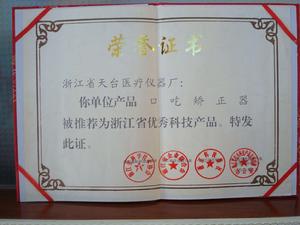 荣誉证书
浙江省天台医疗仪器厂：
你单位产品 口吃矫正器
被推荐为浙江省优秀科技产品。特发
此证。